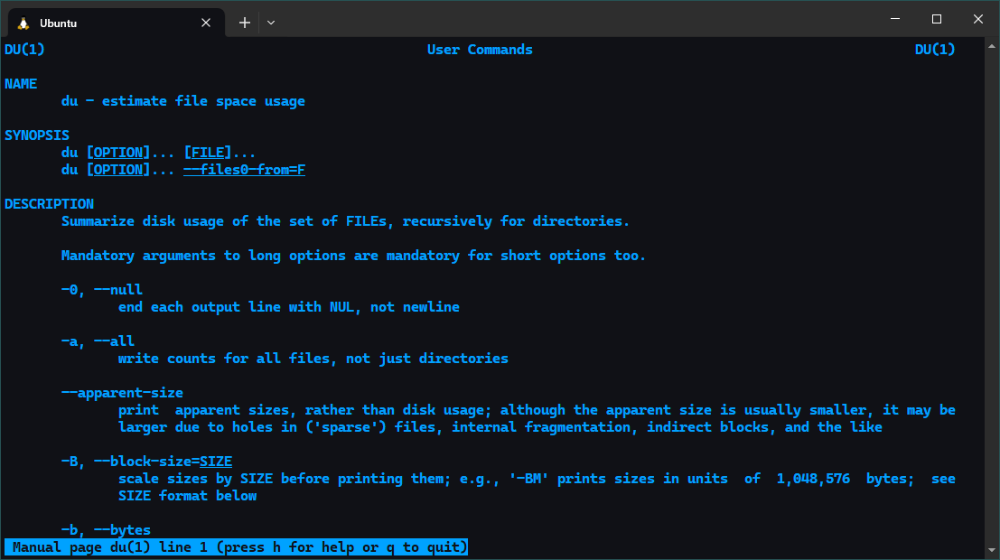 Ubuntu
DU(1) User Commands DU(1)
NAME
du - estimate file space usage
SYNOPSIS
du [OPTION]... [FILE]...
du [OPTION]... --files0-from=F
DESCRIPTION
Summarize disk usage of the set of FILEs, recursively for directories.
Mandatory arguments to long options are mandatory for short options too.
-0, --null
end each output line with NUL, not newline
-a, --all
write counts for all files, not just directories
--apparent-size
print  apparent sizes, rather than disk usage; although the apparent size is usually smaller, it may be
larger due to holes in ('sparse') files, internal fragmentation, indirect blocks, and the like
-B, --block-size=SIZE
scale sizes by SIZE before printing them; e.g., '-BM' prints sizes in units  of  1,048,576  bytes;  see
SIZE format below
-b, --bytes
Manual page du(1) line 1 (press h for help or q to quit)